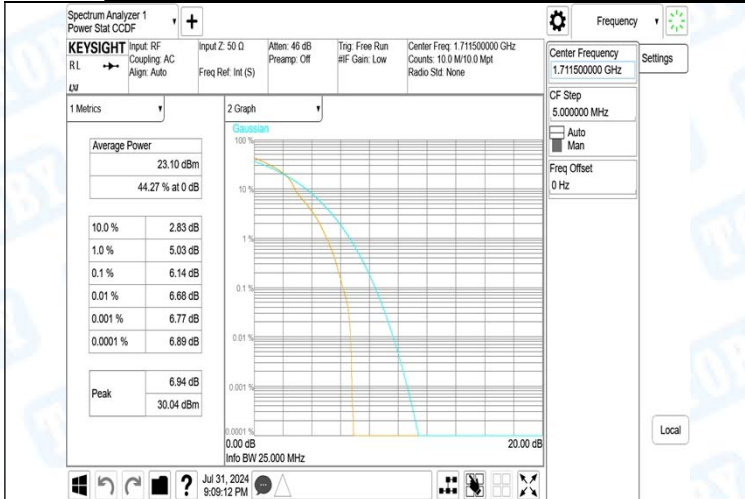 Spectrum Analyzer 1
Power Stat CCDF
Frequency
KEYSIGHT
RL
Input: RF
Coupling: AC
Align: Auto
Input Z: 50 Ω
Freq Ref: Int (S)
Atten: 46 dB
Preamp: Off
Trig: Free Run
#IF Gain: Low
Center Freq: 1.711500000 GHz
Counts: 10.0 M/10.0 Mpt
Radio Std: None
Center Frequency
1.711500000 GHz
Settings
CF Step
5.000000 MHz
Auto
Man
Freq Offset
0 Hz
1 Metrics
Average Power
23.10 dBm
44.27 % at 0 dB
10.0 % 2.83 dB
1.0 % 5.03 dB
0.1 % 6.14 dB
0.01 % 6.68 dB
0.001 % 6.77 dB
0.0001 % 6.89 dB
Peak 6.94 dB
30.04 dBm
2 Graph
Gaussian
100 %
10 %
1 %
0.1 %
0.01 %
0.001 %
0.0001 %
0.00 dB 20.00 dB
Info BW 25.000 MHz
Local
?
Jul 31, 2024
9:09:12 PM